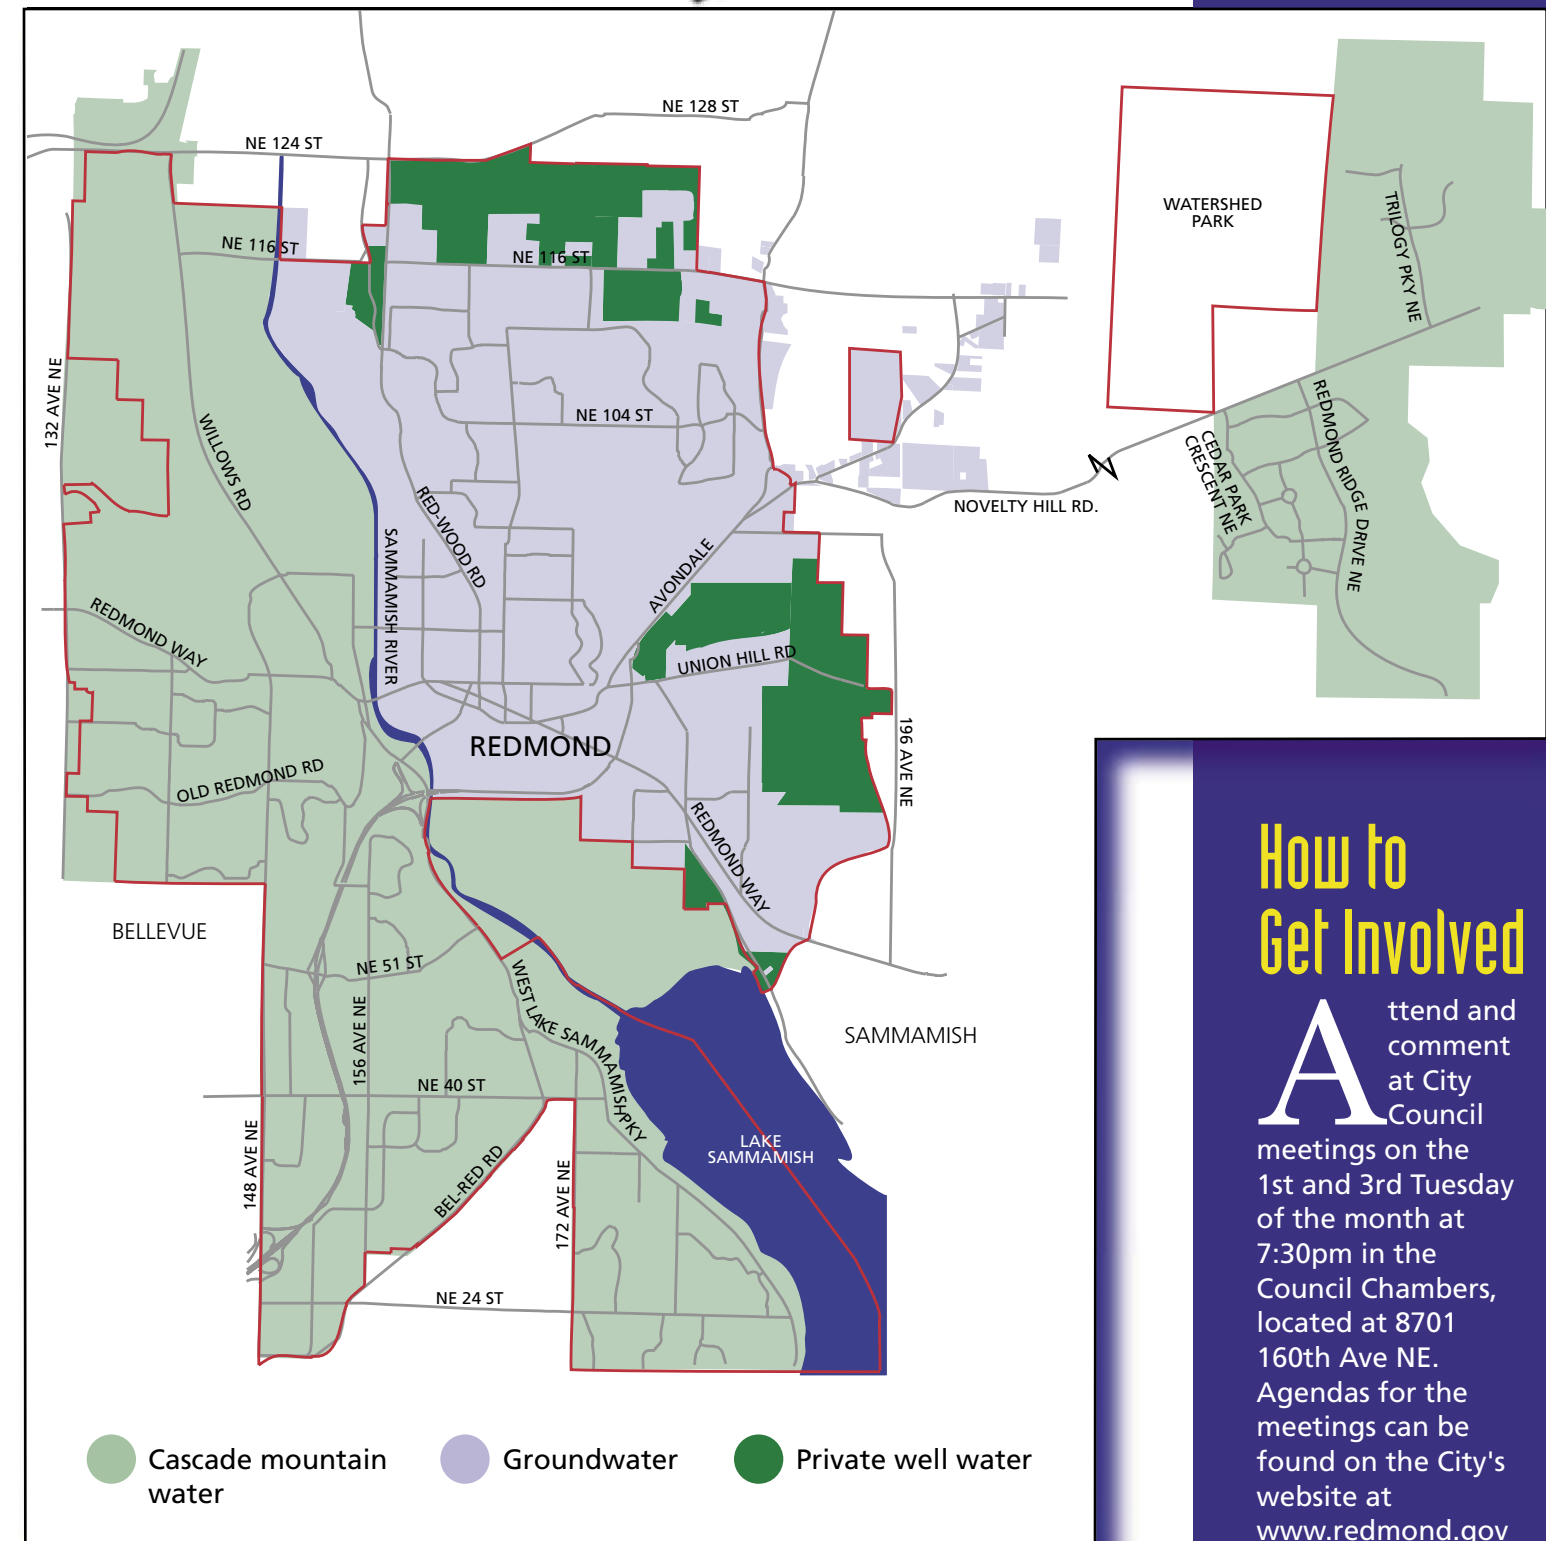 NE 128 ST
NE 124 ST
WATERSHED
PARK
TRILOGY PKY NE
NE 116 ST
NE 116 ST
132 AVE NE
NE 104 ST
WILLOWS RD
RED-WOOD RD
SAMMAMISH RIVER
AVONDALE
NOVELTY HILL RD.
N
CEDAR PARK
CRESCENT NE
REDMOND RIDGE DRIVE NE
REDMOND WAY
UNION HILL RD
REDMOND
196 AVE NE
OLD REDMOND RD
REDMOND WAY
BELLEVUE
NE 51 ST
WEST LAKE SAMMAMISH PKY
156 AVE NE
SAMMAMISH
NE 40 ST
LAKE
SAMMAMISH
148 AVE NE
BEL-RED RD
172 AVE NE
NE 24 ST
Cascade mountain
water
Groundwater
Private well water
How to
Get Involved
Attend and
comment
at City
Council
meetings on the
1st and 3rd Tuesday
of the month at
7:30pm in the
Council Chambers,
located at 8701
160th Ave NE.
Agendas for the
meetings can be
found on the City's
website at
www.redmond.gov